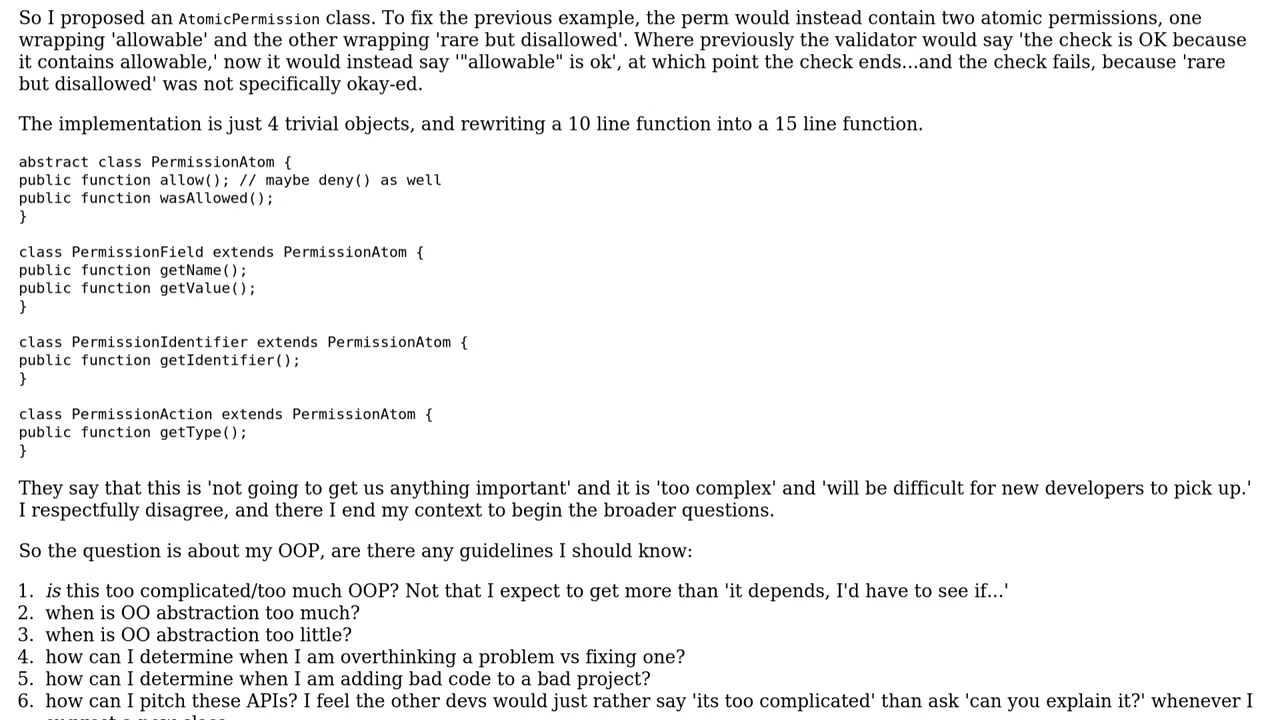 So I proposed an AtomicPermission class. To fix the previous example, the perm would instead contain two atomic permissions, one
wrapping 'allowable' and the other wrapping 'rare but disallowed'. Where previously the validator would say 'the check is OK because
it contains allowable,' now it would instead say '"allowable" is ok', at which point the check ends...and the check fails, because 'rare
but disallowed' was not specifically okay-ed.
The implementation is just 4 trivial objects, and rewriting a 10 line function into a 15 line function.
abstract class PermissionAtom {
public function allow(); // maybe deny() as well
public function wasAllowed();
}
class PermissionField extends PermissionAtom {
public function getName();
public function getValue();
}
class PermissionIdentifier extends PermissionAtom {
public function getIdentifier();
}
class PermissionAction extends PermissionAtom {
public function getType();
}
They say that this is 'not going to get us anything important' and it is 'too complex' and 'will be difficult for new developers to pick up.'
I respectfully disagree, and there I end my context to begin the broader questions.
So the question is about my OOP, are there any guidelines I should know:
1. is this too complicated/too much OOP? Not that I expect to get more than 'it depends, I'd have to see if...'
2. when is OO abstraction too much?
3. when is OO abstraction too little?
4. how can I determine when I am overthinking a problem vs fixing one?
5. how can I determine when I am adding bad code to a bad project?
6. how can I pitch these APIs? I feel the other devs would just rather say 'its too complicated' than ask 'can you explain it?' whenever I